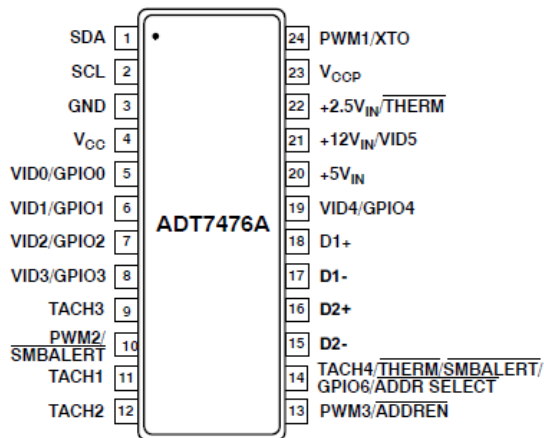 SDA 1
SCL 2
GND 3
VCC 4
VID0/GPIO0 5
VID1/GPIO1 6
VID2/GPIO2 7
VID3/GPIO3 8
TACH3 9
PWM2/
SMBALERT 10
TACH1 11
TACH2 12
ADT7476A
24 PWM1/XTO
23 VCCP
22 +2.5VIN/THERM
21 +12VIN/VID5
20 +5VIN
19 VID4/GPIO4
18 D1+
17 D1-
16 D2+
15 D2-
14 TACH4/THERM/SMBALERT/
GPIO6/ADDR SELECT
13 PWM3/ADDREN